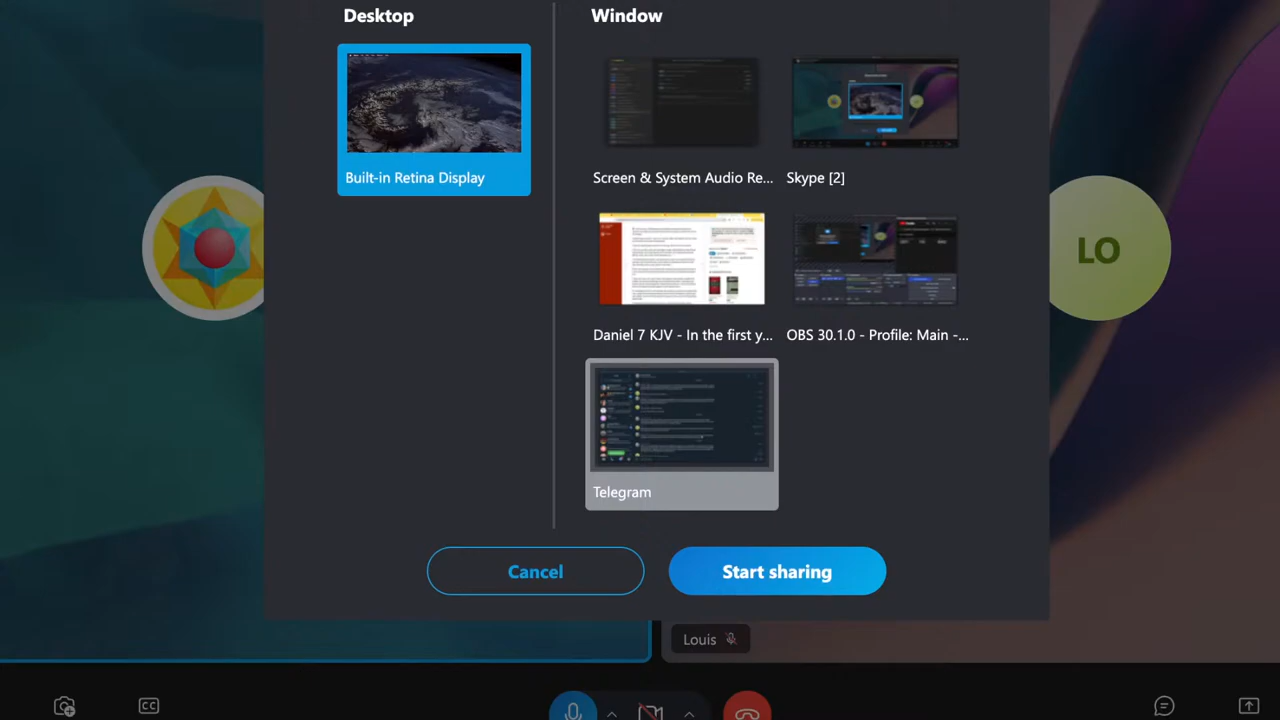 Desktop
Window
Built-in Retina Display
Screen & System Audio Re...
Skype [2]
Daniel 7 KJV - In the first y...
OBS 30.1.0 - Profile: Main -...
Telegram
LO
Cancel
Start sharing
Louis
CC